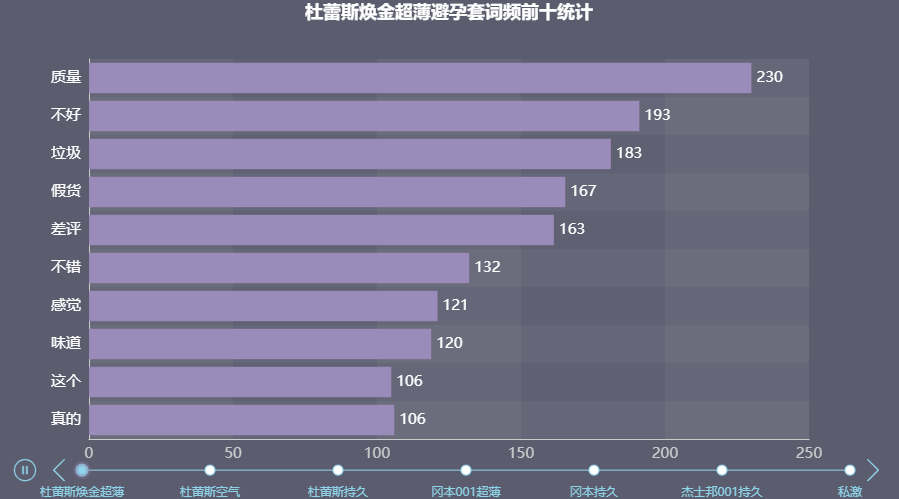 杜蕾斯焕金超薄避孕套词频前十统计
质量 230
不好 193
垃圾 183
假货 167
差评 163
不错 132
感觉 121
味道 120
这个 106
真的 106
0 50 100 150 200 250
杜蕾斯焕金超薄 杜蕾斯空气 杜蕾斯持久 冈本001超薄 冈本持久 杰士邦001持久 私激